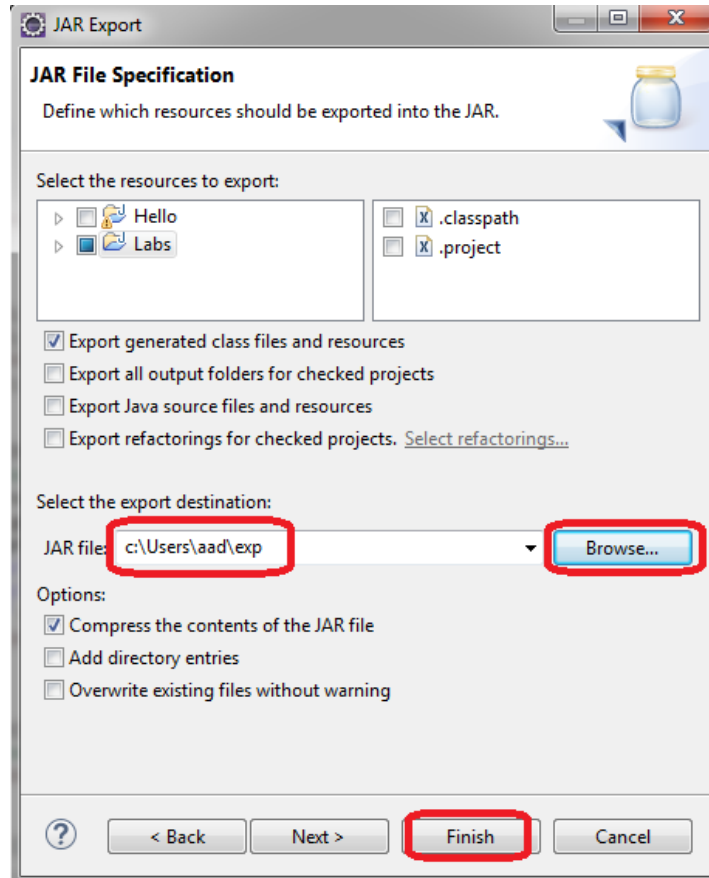 JAR Export
JAR File Specification
Define which resources should be exported into the JAR.
Select the resources to export:
Hello
Labs
.classpath
.project
Export generated class files and resources
Export all output folders for checked projects
Export Java source files and resources
Export refactorings for checked projects. Select refactorings...
Select the export destination:
JAR file: c:\Users\aad\exp Browse...
Options:
Compress the contents of the JAR file
Add directory entries
Overwrite existing files without warning
? < Back Next > Finish Cancel